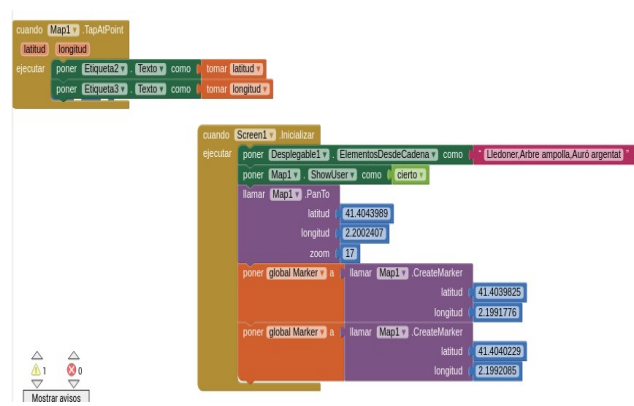 cuando Map1 .TapAtPoint
latitud longitud
ejecutar poner Etiqueta2 . Texto como tomar latitud
poner Etiqueta3 . Texto como tomar longitud
cuando Screen1 .Inicializar
ejecutar poner Desplegable1 . ElementosDesdeCadena como " Lledoner,Arbre ampolla,Auró argentat "
poner Map1 . ShowUser como cierto
llamar Map1 .PanTo
latitud 41.4043989
longitud 2.2002407
zoom 17
poner global Marker a llamar Map1 .CreateMarker
latitud 41.4039825
longitud 2.1991776
poner global Marker a llamar Map1 .CreateMarker
latitud 41.4040229
longitud 2.1992085
1 0
Mostrar avisos